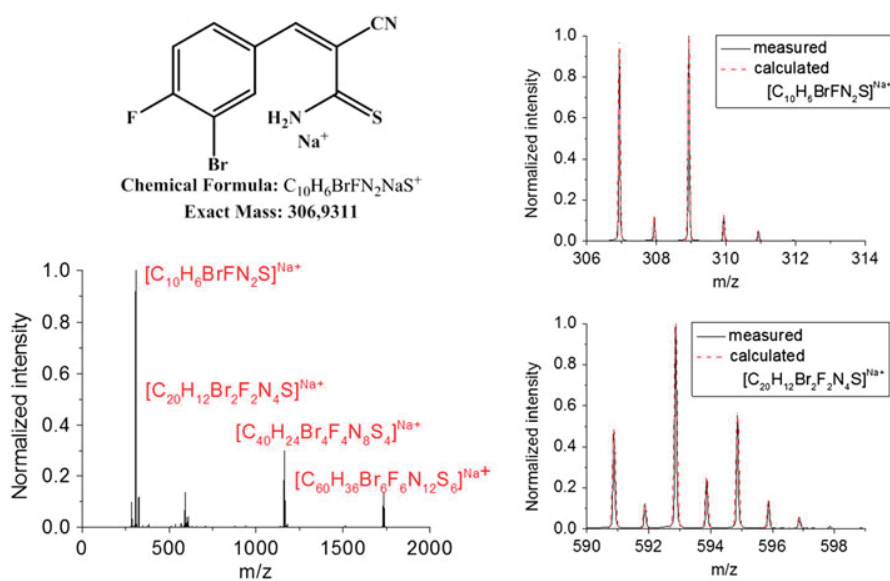 CN
F
H₂N
S
Na⁺
Br
Chemical Formula: C₁₀H₆BrFN₂NaS⁺
Exact Mass: 306,9311
Normalized intensity
1.0
0.8
0.6
0.4
0.2
0.0
0
500
1000
1500
2000
m/z
[C₁₀H₆BrFN₂S]ᴺᵃ⁺
[C₂₀H₁₂Br₂F₂N₄S]ᴺᵃ⁺
[C₄₀H₂₄Br₄F₄N₈S₄]ᴺᵃ⁺
[C₆₀H₃₆Br₆F₆N₁₂S₆]ᴺᵃ⁺
Normalized intensity
1.0
0.8
0.6
0.4
0.2
0.0
306
308
310
312
314
m/z
measured
calculated
[C₁₀H₆BrFN₂S]ᴺᵃ⁺
Normalized intensity
1.0
0.8
0.6
0.4
0.2
0.0
590
592
594
596
598
m/z
measured
calculated
[C₂₀H₁₂Br₂F₂N₄S]ᴺᵃ⁺